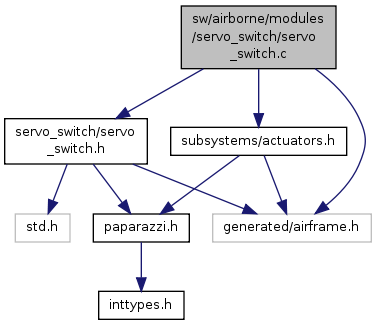 sw/airborne/modules
/servo_switch/servo
_switch.c
servo_switch/servo
_switch.h
subsystems/actuators.h
std.h
paparazzi.h
generated/airframe.h
inttypes.h